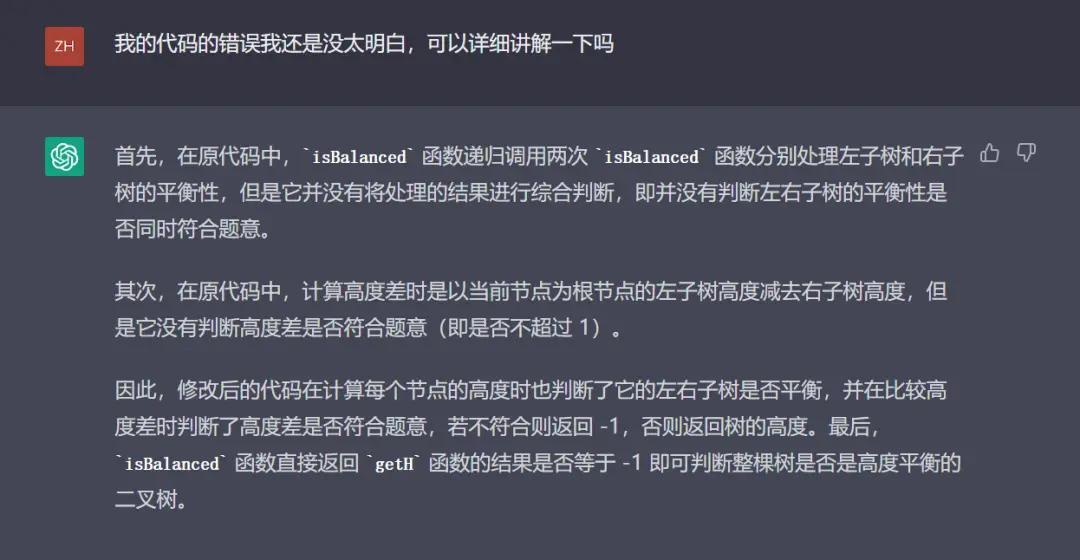 ZH
我的代码的错误我还是没太明白，可以详细讲解一下吗
首先，在原代码中，`isBalanced` 函数递归调用两次 `isBalanced` 函数分别处理左子树和右子
树的平衡性，但是它并没有将处理的结果进行综合判断，即并没有判断左右子树的平衡性是
否同时符合题意。
其次，在原代码中，计算高度差时是以当前节点为根节点的左子树高度减去右子树高度，但
是它没有判断高度差是否符合题意（即是否不超过 1）。
因此，修改后的代码在计算每个节点的高度时也判断了它的左右子树是否平衡，并在比较高
度差时判断了高度差是否符合题意，若不符合则返回 -1，否则返回树的高度。最后，
`isBalanced` 函数直接返回 `getH` 函数的结果是否等于 -1 即可判断整棵树是否是高度平衡的
二叉树。